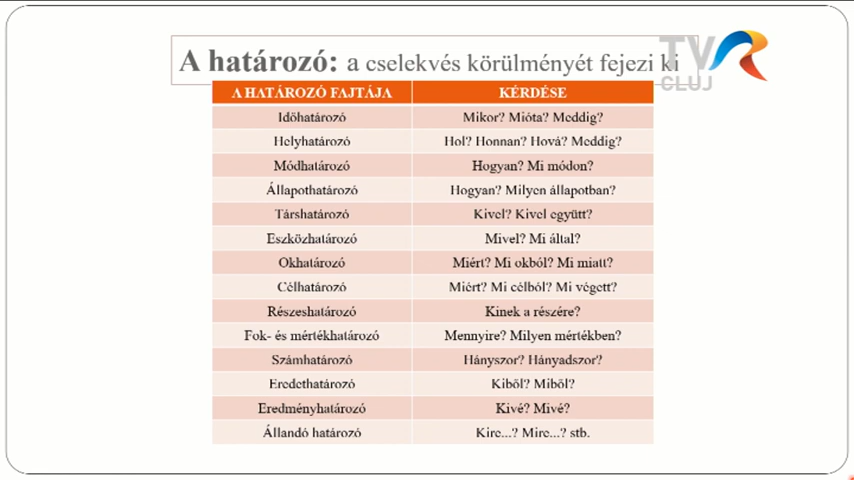 A határozó: a cselekvés körülményét fejezi ki
TVR
CLUJ
A HATÁROZÓ FAJTÁJA KÉRDÉSE
Időhatározó Mikor? Mióta? Meddig?
Helyhatározó Hol? Honnan? Hová? Meddig?
Módhatározó Hogyan? Mi módon?
Állapothatározó Hogyan? Milyen állapotban?
Társhatározó Kivel? Kivel együtt?
Eszközhatározó Mivel? Mi által?
Okhatározó Miért? Mi okból? Mi miatt?
Célhatározó Miért? Mi célból? Mi végett?
Részeshatározó Kinek a részére?
Fok- és mértékhatározó Mennyire? Milyen mértékben?
Számhatározó Hányszor? Hányadszor?
Eredethatározó Kiből? Miből?
Eredményhatározó Kivé? Mivé?
Állandó határozó Kire...? Mire...? stb.